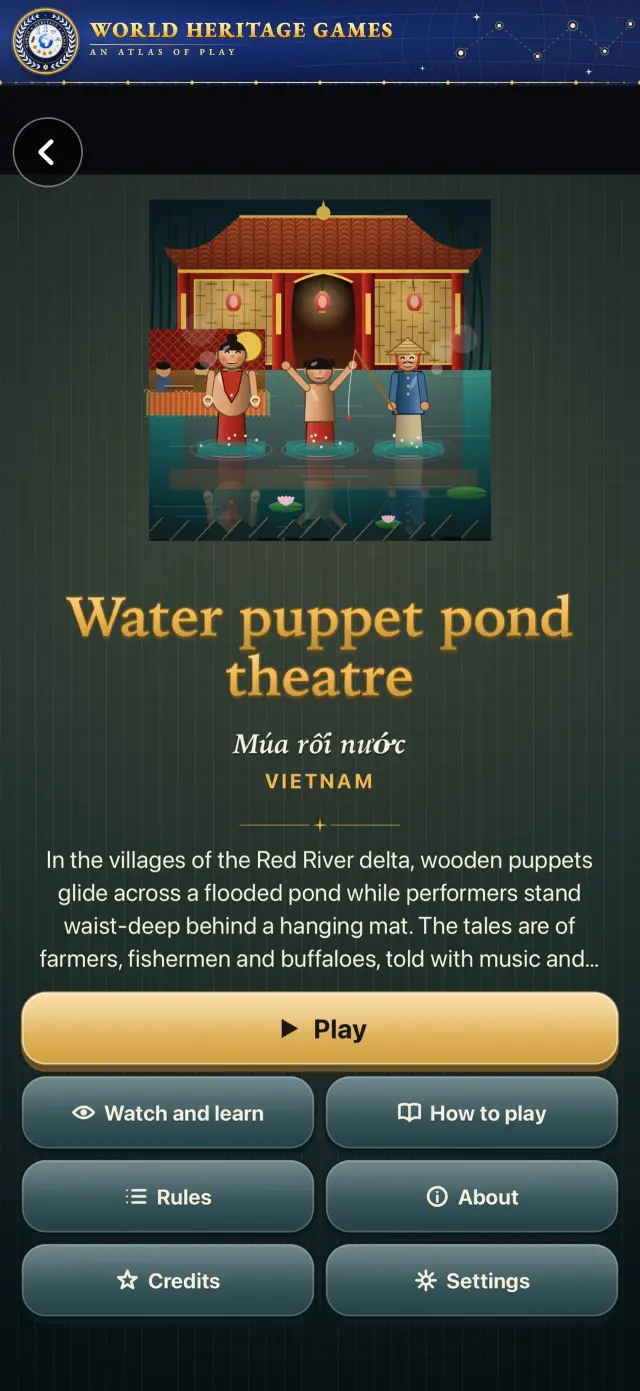 WORLD HERITAGE GAMES
AN ATLAS OF PLAY
Water puppet pond
theatre
Múa rối nước
VIETNAM
In the villages of the Red River delta, wooden puppets
glide across a flooded pond while performers stand
waist-deep behind a hanging mat. The tales are of
farmers, fishermen and buffaloes, told with music and...
Play
Watch and learn
How to play
Rules
About
Credits
Settings